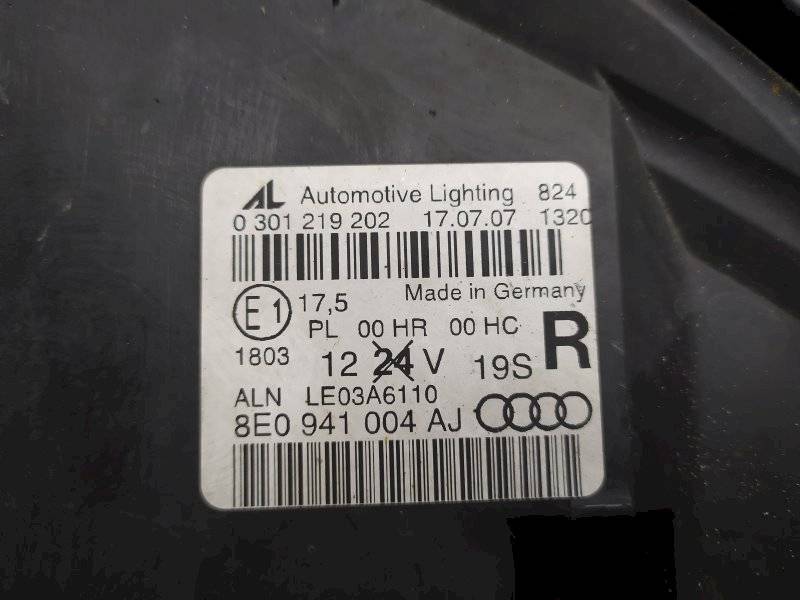 AL Automotive Lighting 824
0 301 219 202 17.07.07 1320
Made in Germany
E1 17,5
PL 00 HR 00 HC R
1803 12 24 V 19S
ALN LE03A6110
8E0 941 004 AJ